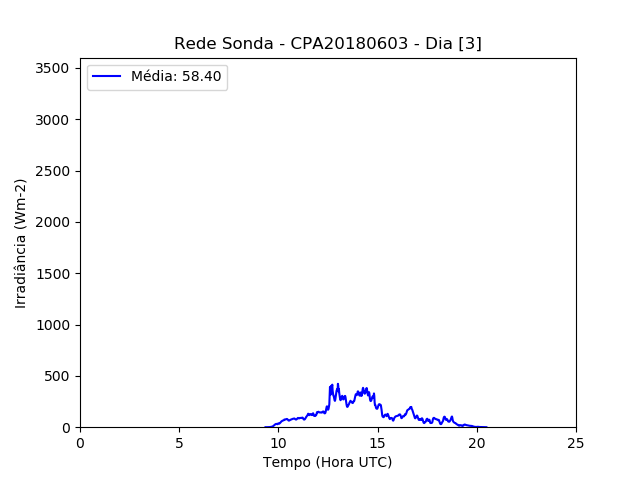 Rede Sonda - CPA20180603 - Dia [3]
Média: 58.40
3500
3000
2500
2000
1500
1000
500
0
Irradiância (Wm-2)
0 5 10 15 20 25
Tempo (Hora UTC)